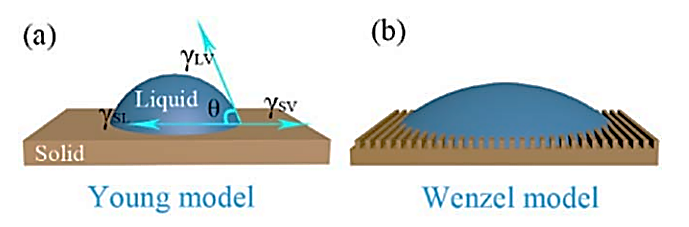 (a)
(b)
γLV
Liquid
θ
γSV
γSL
Solid
Young model
Wenzel model